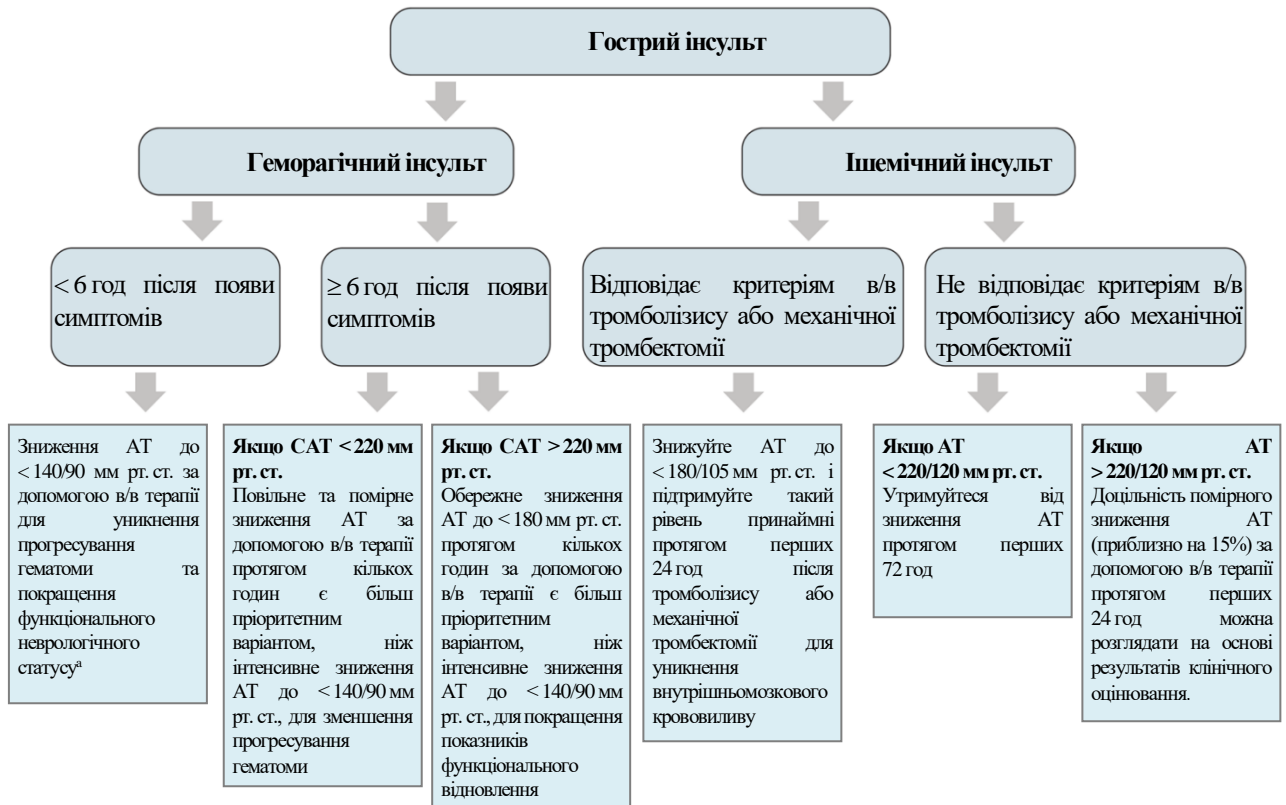 Гострий інсульт
Геморагічний інсульт
Ішемічний інсульт
< 6 год після появи
симптомів
≥ 6 год після появи
симптомів
Відповідає критеріям в/в
тромболізису або механічної
тромбектомії
Не відповідає критеріям в/в
тромболізису або механічної
тромбектомії
Зниження АТ до
< 140/90 мм рт. ст. за
допомогою в/в терапії
для уникнення
прогресування
гематоми та
покращення
функціонального
неврологічного
статусуª
Якщо САТ < 220 мм
рт. ст.
Повільне та помірне
зниження АТ за
допомогою в/в терапії
протягом кількох
годин є більш
пріоритетним
варіантом, ніж
інтенсивне зниження
АТ до < 140/90 мм
рт. ст., для зменшення
прогресування
гематоми
Якщо САТ > 220 мм
рт. ст.
Обережне зниження
АТ до < 180 мм рт. ст.
протягом кількох
годин за допомогою
в/в терапії є більш
пріоритетним
варіантом, ніж
інтенсивне зниження
АТ до < 140/90 мм
рт. ст., для покращення
показників
функціонального
відновлення
Знижуйте АТ до
< 180/105 мм рт. ст. і
підтримуйте такий
рівень принаймні
протягом перших
24 год після
тромболізису або
механічної
тромбектомії для
уникнення
внутрішньомозкового
крововиливу
Якщо АТ
< 220/120 мм рт. ст.
Утримуйтеся від
зниження АТ
протягом перших
72 год
Якщо АТ
> 220/120 мм рт. ст.
Доцільність помірного
зниження АТ
(приблизно на 15%) за
допомогою в/в терапії
протягом перших
24 год можна
розглядати на основі
результатів клінічного
оцінювання.